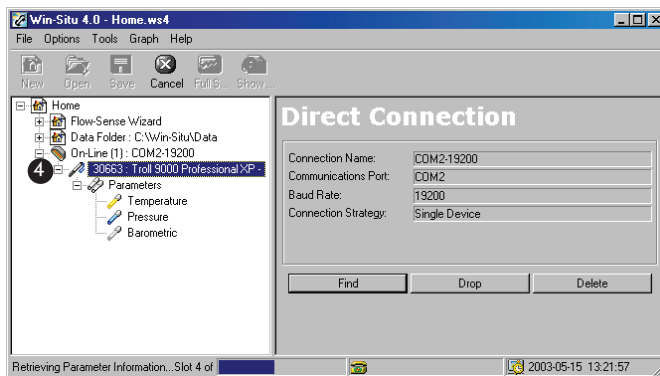 Win-Situ 4.0 - Home.ws4
File Options Tools Graph Help
New Open Save Cancel Full S... Show...
Home
Flow-Sense Wizard
Data Folder : C:\Win-Situ\Data
On-Line (1) : COM2-19200
4 30663 : Troll 9000 Professional XP -
Parameters
Temperature
Pressure
Barometric
Direct Connection
Connection Name: COM2-19200
Communications Port: COM2
Baud Rate: 19200
Connection Strategy: Single Device
Find Drop Delete
Retrieving Parameter Information...Slot 4 of
2003-05-15 13:21:57